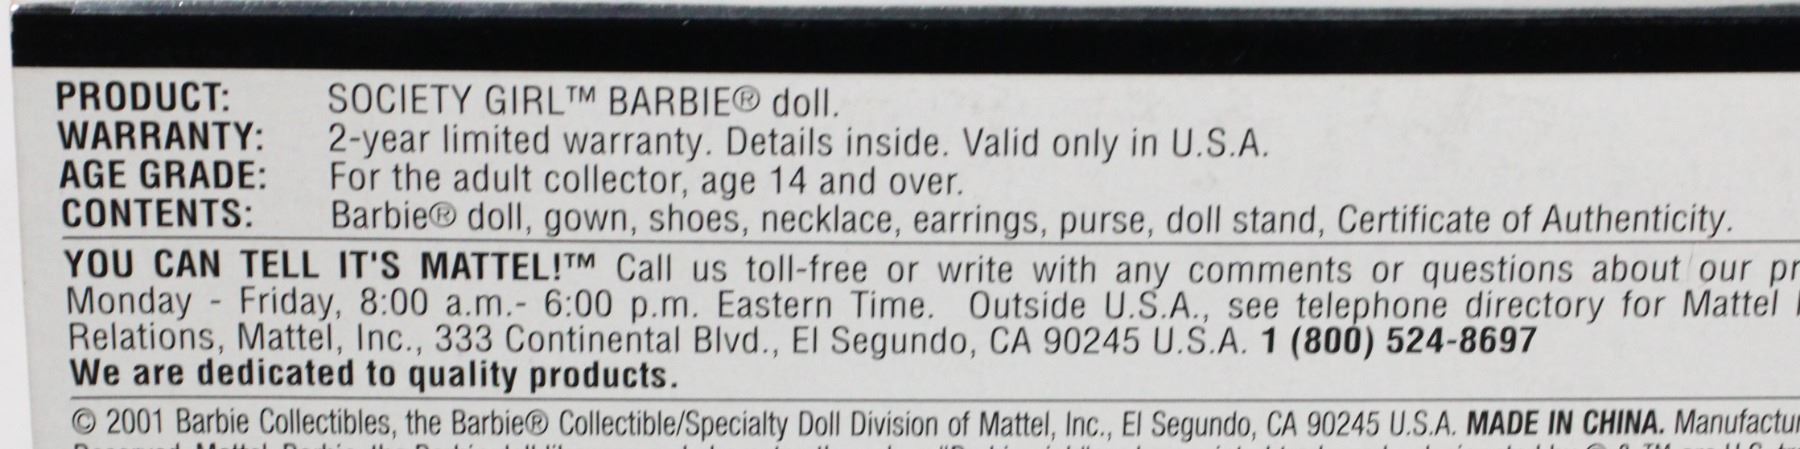 PRODUCT: SOCIETY GIRL™ BARBIE® doll.
WARRANTY: 2-year limited warranty. Details inside. Valid only in U.S.A.
AGE GRADE: For the adult collector, age 14 and over.
CONTENTS: Barbie® doll, gown, shoes, necklace, earrings, purse, doll stand, Certificate of Authenticity.
YOU CAN TELL IT'S MATTEL!™ Call us toll-free or write with any comments or questions about our pr
Monday - Friday, 8:00 a.m.- 6:00 p.m. Eastern Time. Outside U.S.A., see telephone directory for Mattel
Relations, Mattel, Inc., 333 Continental Blvd., El Segundo, CA 90245 U.S.A. 1 (800) 524-8697
We are dedicated to quality products.
© 2001 Barbie Collectibles, the Barbie® Collectible/Specialty Doll Division of Mattel, Inc., El Segundo, CA 90245 U.S.A. MADE IN CHINA. Manufactur